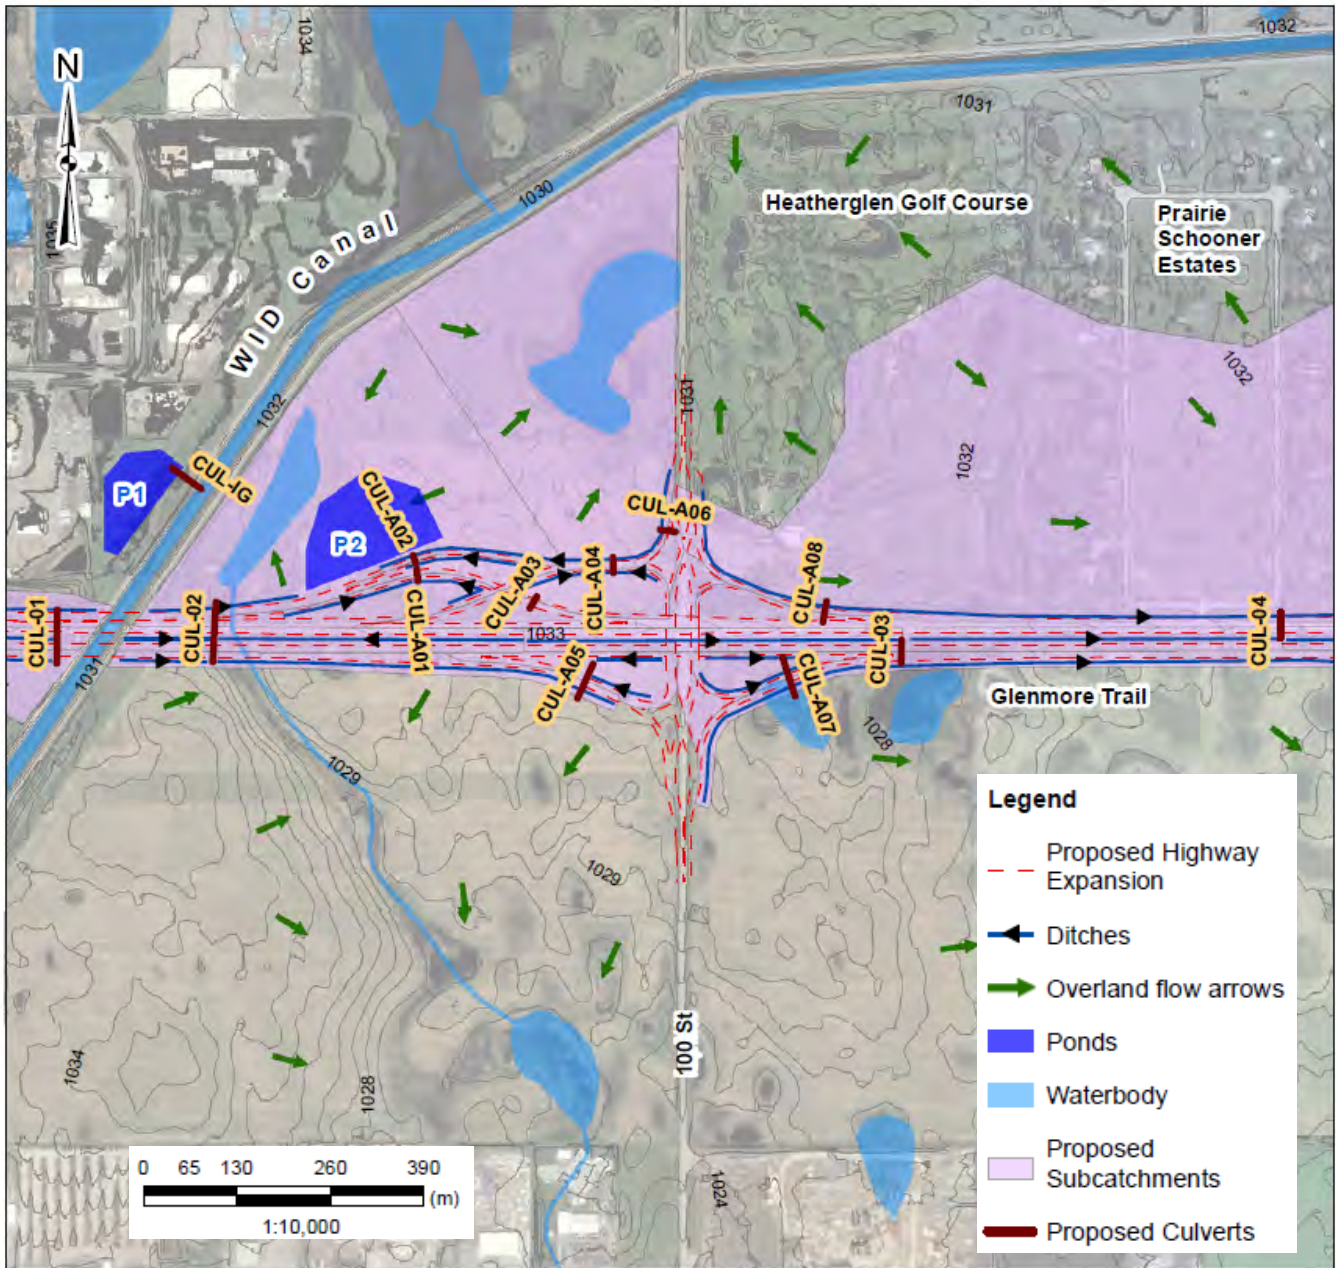 1032
1034
N
1031
1030
Heatherglen Golf Course
Prairie
Schooner
Estates
1035
WID Canal
1032
1031
1032
1032
P1
CUL-IG
CUL-A02
P2
CUL-A06
CUL-A03
CUL-A04
CUL-A08
CUL-01
CUL-02
CUL-A01
1033
CUL-03
CUL-04
1031
CUL-A05
CUL-A07
Glenmore Trail
1028
1029
1029
100 St
1034
1028
1024
Legend
Proposed Highway
Expansion
Ditches
Overland flow arrows
Ponds
Waterbody
Proposed
Subcatchments
Proposed Culverts
0 65 130 260 390
(m)
1:10,000